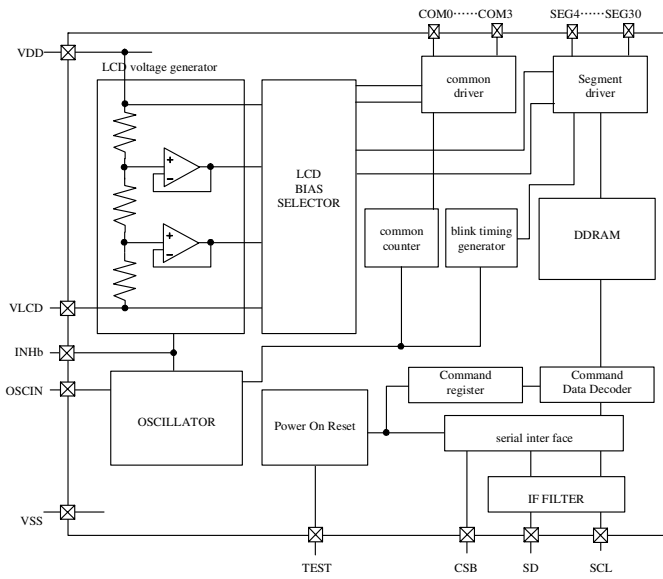 COM0……COM3
SEG4……SEG30
VDD
LCD voltage generator
common
driver
Segment
driver
+
−
LCD
BIAS
SELECTOR
common
counter
blink timing
generator
DDRAM
+
−
VLCD
INHb
OSCIN
OSCILLATOR
Power On Reset
Command
register
Command
Data Decoder
serial inter face
IF FILTER
VSS
TEST
CSB
SD
SCL